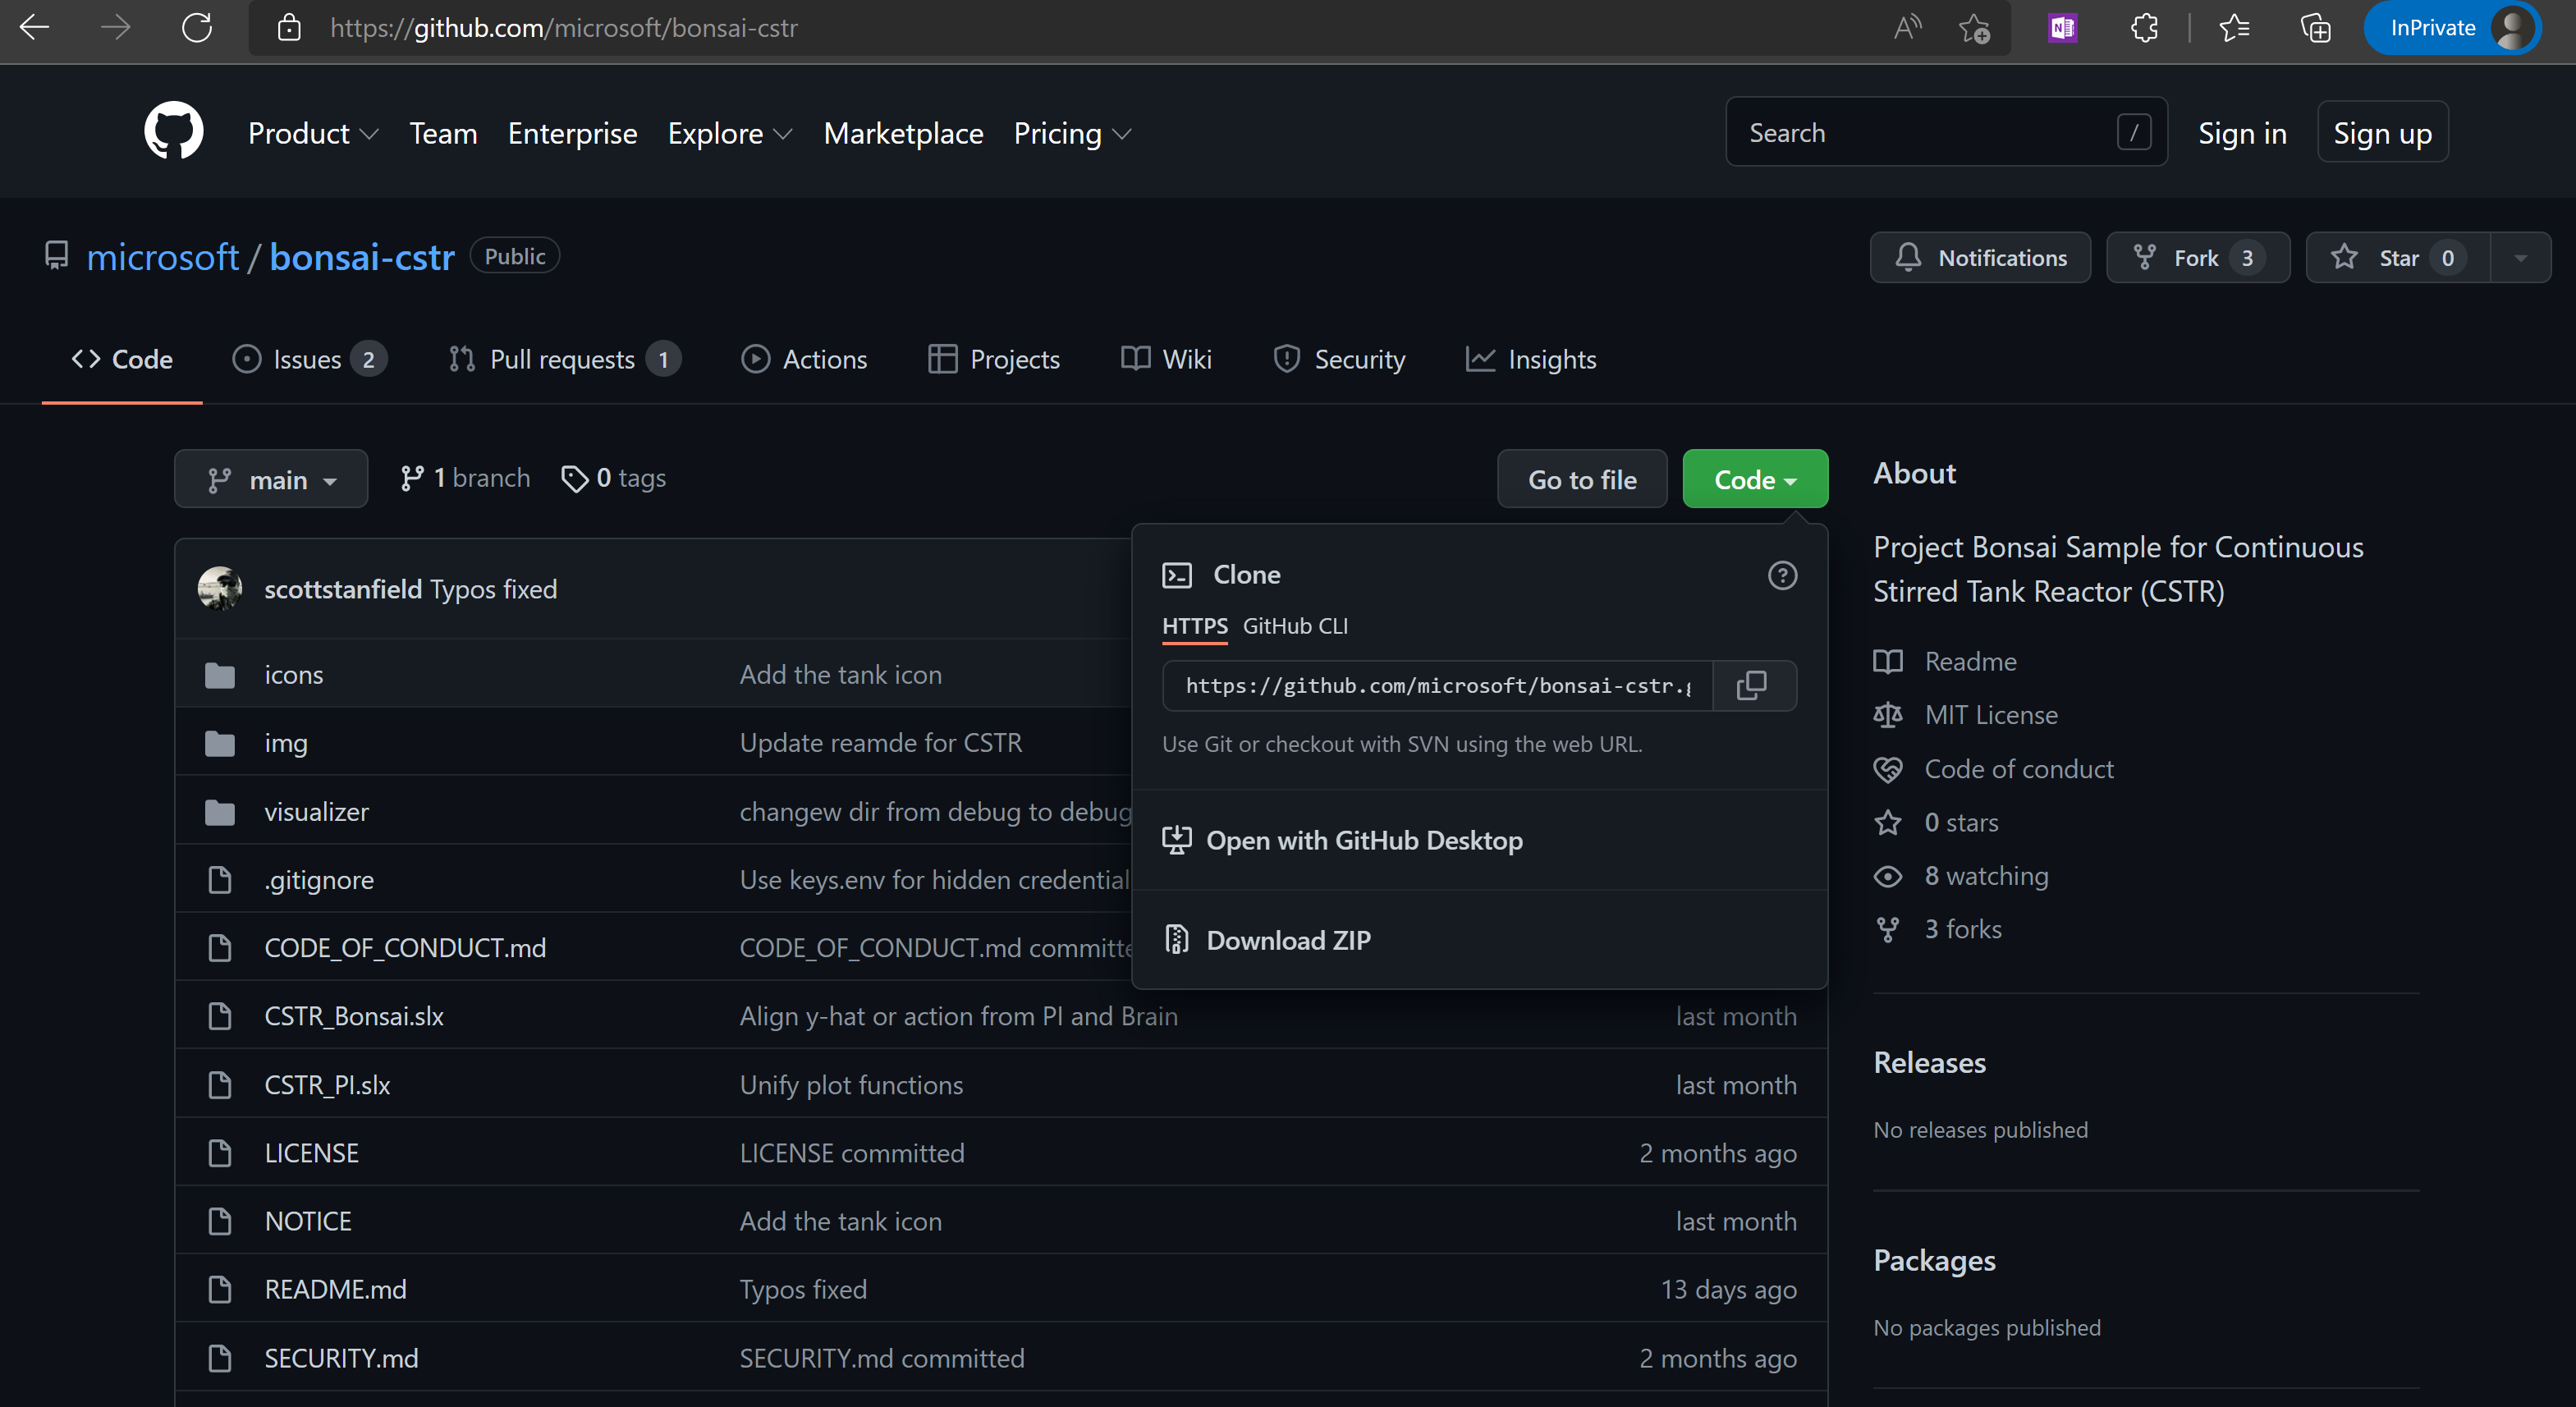 https://github.com/microsoft/bonsai-cstr
InPrivate
Product Team Enterprise Explore Marketplace Pricing
Search /
Sign in
Sign up
microsoft / bonsai-cstr Public
Notifications
Fork 3
Star 0
Code
Issues 2
Pull requests 1
Actions
Projects
Wiki
Security
Insights
main
1 branch
0 tags
Go to file
Code
scottstanfield Typos fixed
icons Add the tank icon
img Update reamde for CSTR
visualizer changew dir from debug to debug
.gitignore Use keys.env for hidden credential
CODE_OF_CONDUCT.md CODE_OF_CONDUCT.md committe
CSTR_Bonsai.slx Align y-hat or action from PI and Brain last month
CSTR_PI.slx Unify plot functions last month
LICENSE LICENSE committed 2 months ago
NOTICE Add the tank icon last month
README.md Typos fixed 13 days ago
SECURITY.md SECURITY.md committed 2 months ago
Clone
HTTPS GitHub CLI
https://github.com/microsoft/bonsai-cstr.g
Use Git or checkout with SVN using the web URL.
Open with GitHub Desktop
Download ZIP
About
Project Bonsai Sample for Continuous
Stirred Tank Reactor (CSTR)
Readme
MIT License
Code of conduct
0 stars
8 watching
3 forks
Releases
No releases published
Packages
No packages published